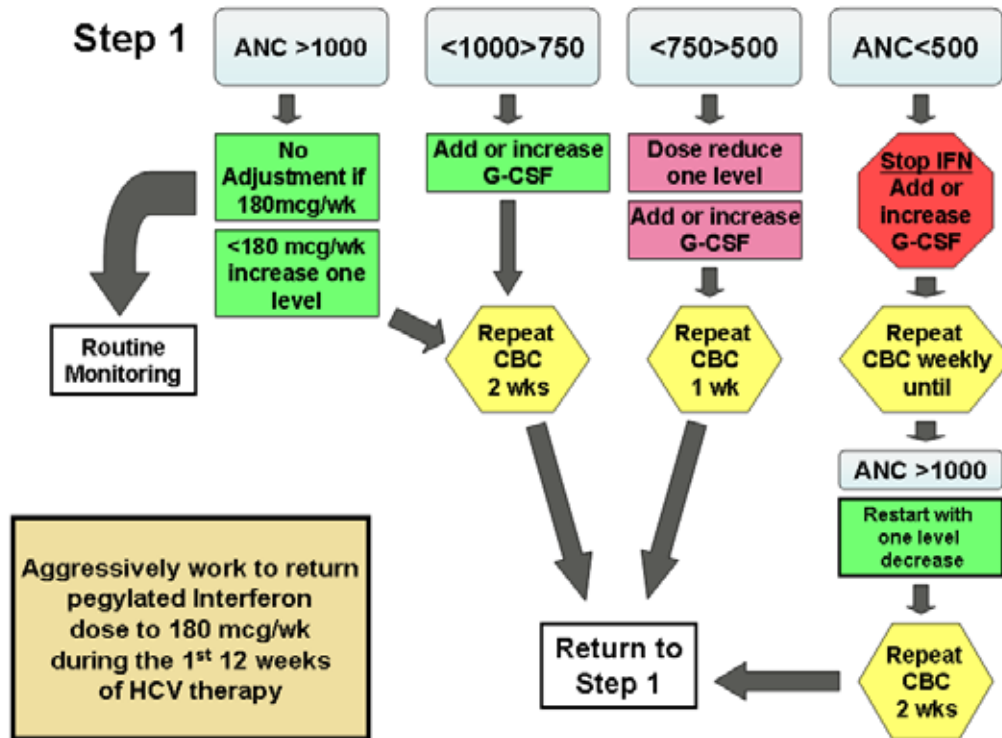 Step 1
ANC >1000
<1000>750
<750>500
ANC<500
No
Adjustment if
180mcg/wk
<180 mcg/wk
increase one
level
Add or increase
G-CSF
Dose reduce
one level
Add or increase
G-CSF
Stop IFN
Add or
increase
G-CSF
Routine
Monitoring
Repeat
CBC
2 wks
Repeat
CBC
1 wk
Repeat
CBC weekly
until
ANC >1000
Restart with
one level
decrease
Aggressively work to return
pegylated Interferon
dose to 180 mcg/wk
during the 1st 12 weeks
of HCV therapy
Return to
Step 1
Repeat
CBC
2 wks